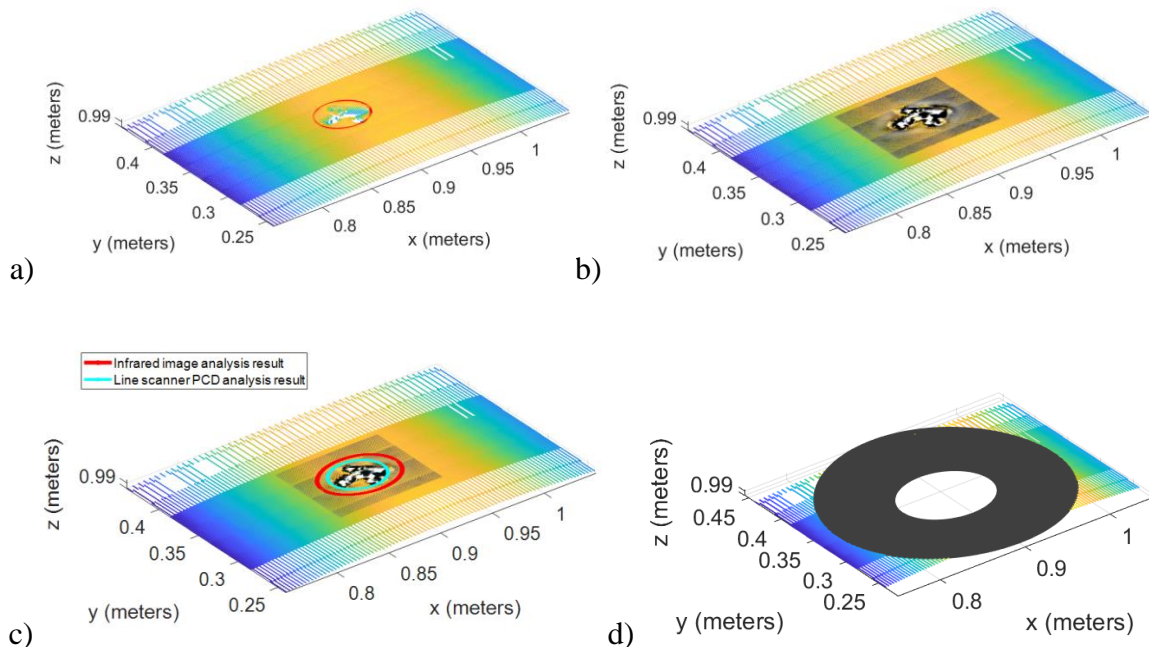 z (meters)
0.99
0.4
0.35
0.3
0.25
y (meters)
0.8
0.85
0.9
0.95
1
x (meters)
a)
z (meters)
0.99
0.4
0.35
0.3
0.25
y (meters)
0.8
0.85
0.9
0.95
1
x (meters)
b)
Infrared image analysis result
Line scanner PCD analysis result
z (meters)
0.99
0.4
0.35
0.3
0.25
y (meters)
0.8
0.85
0.9
0.95
1
x (meters)
c)
z (meters)
0.99
0.45
0.4
0.35
0.3
0.25
y (meters)
0.8
0.9
1
x (meters)
d)